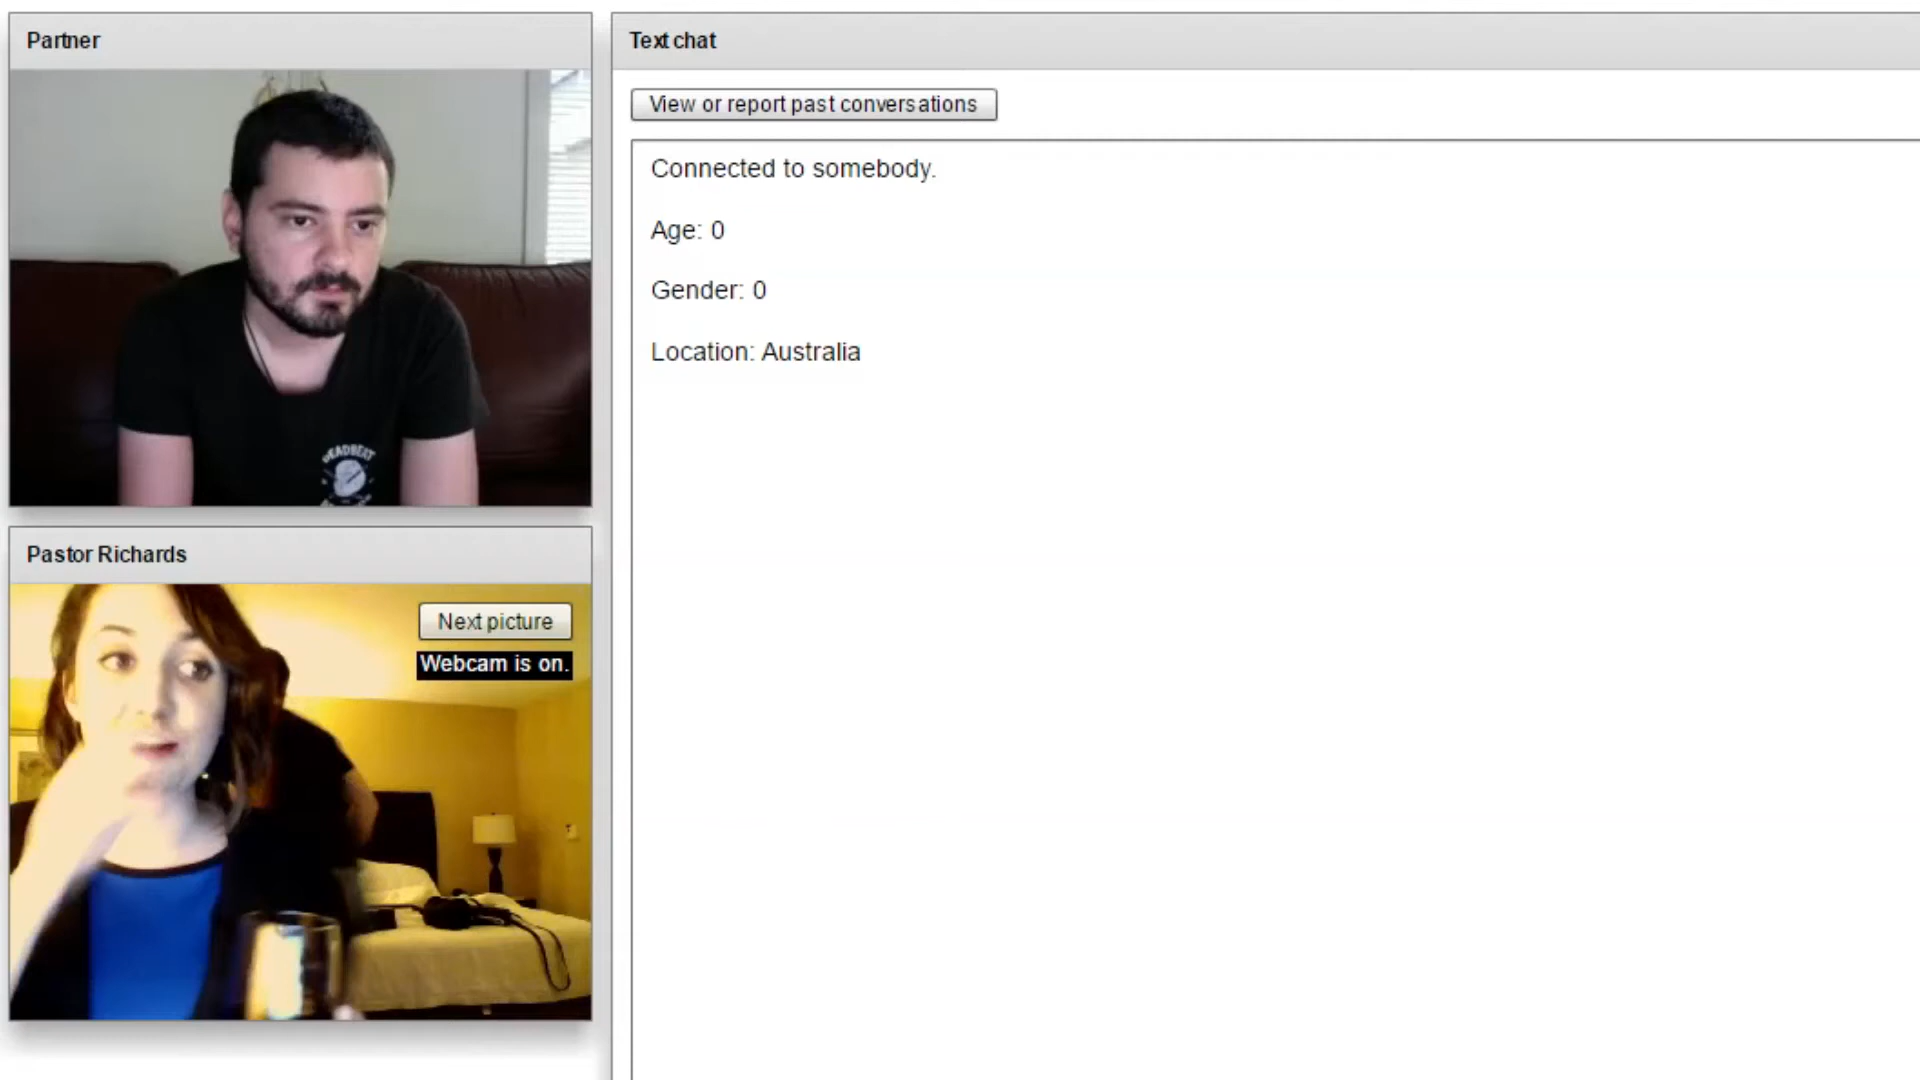 Partner
DEADBEAT
Pastor Richards
Next picture
Webcam is on.
Text chat
View or report past conversations
Connected to somebody.
Age: 0
Gender: 0
Location: Australia